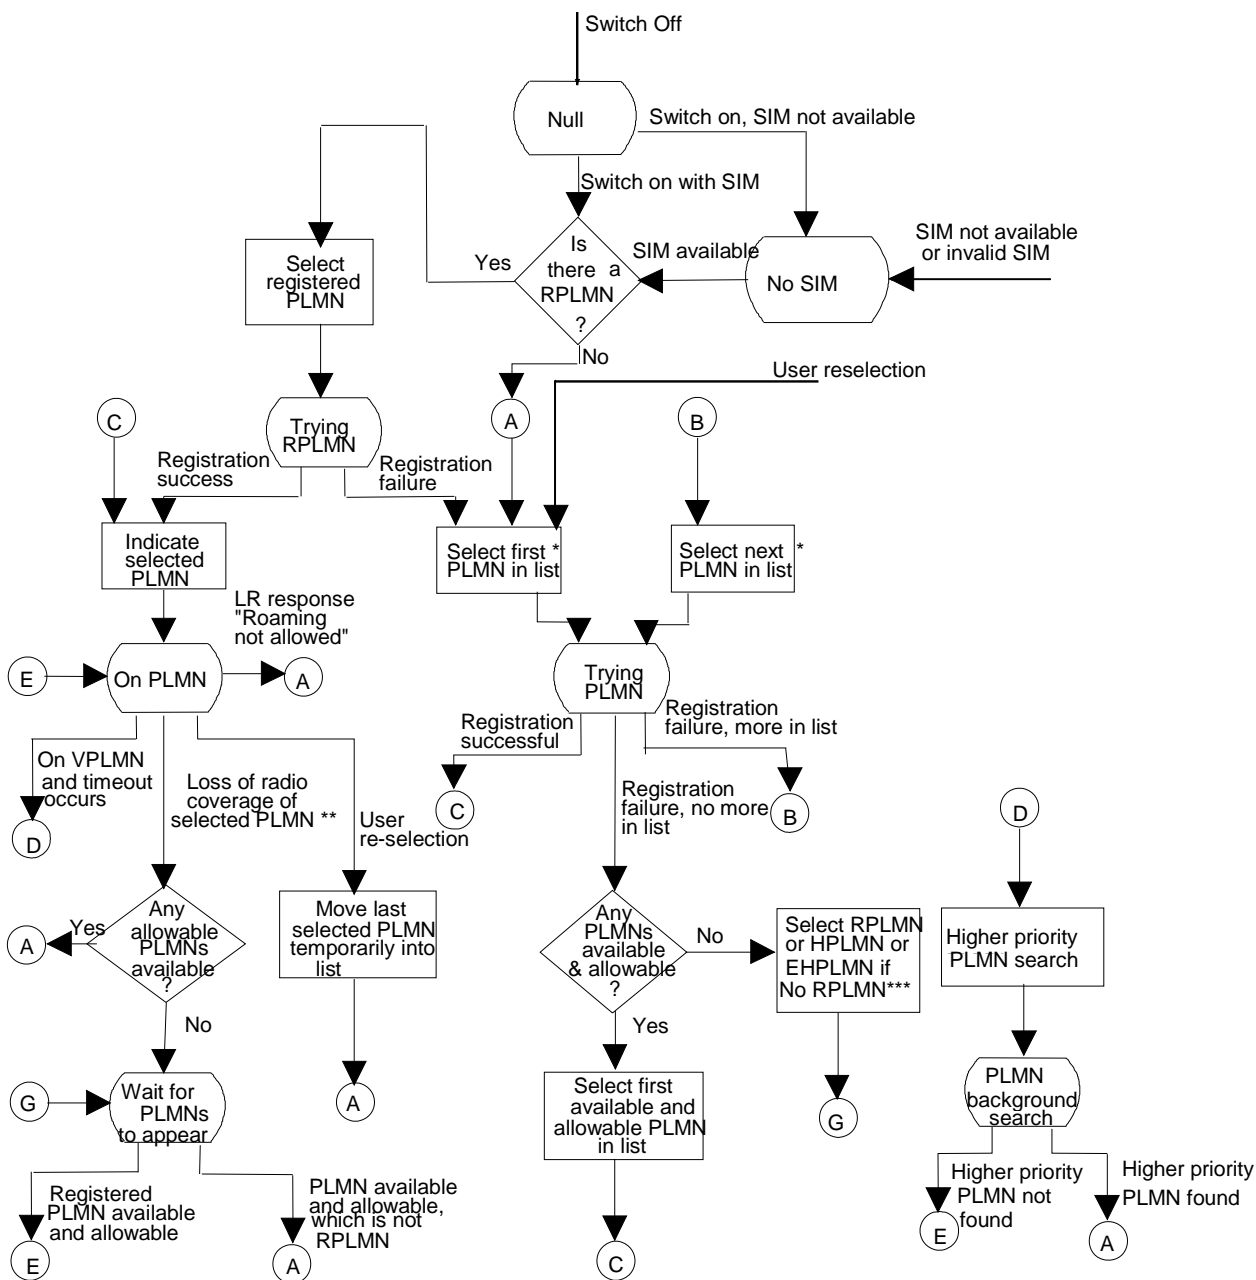 Switch Off
Null
Switch on, SIM not available
Switch on with SIM
SIM not available
or invalid SIM
Is
there a
RPLMN
?
SIM available
No SIM
Yes
Select
registered
PLMN
No
User reselection
C
Trying
RPLMN
A
B
Registration
success
Registration
failure
Indicate
selected
PLMN
Select first *
PLMN in list
Select next *
PLMN in list
LR response
"Roaming
not allowed"
E
On PLMN
A
Trying
PLMN
Registration
successful
Registration
failure, more in list
On VPLMN
and timeout
occurs
Loss of radio
coverage of
selected PLMN **
User
re-selection
Registration
failure, no more
in list
D
C
B
D
Any
allowable
PLMNs
available
?
Yes
A
Move last
selected PLMN
temporarily into
list
Any
PLMNs
available
& allowable
?
No
Select RPLMN
or HPLMN or
EHPLMN if
No RPLMN***
Higher priority
PLMN search
No
Yes
G
Wait for
PLMNs
to appear
A
Select first
available and
allowable PLMN
in list
G
PLMN
background
search
Registered
PLMN available
and allowable
PLMN available
and allowable,
which is not
RPLMN
Higher priority
PLMN not
found
Higher priority
PLMN found
E
A
C
E
A